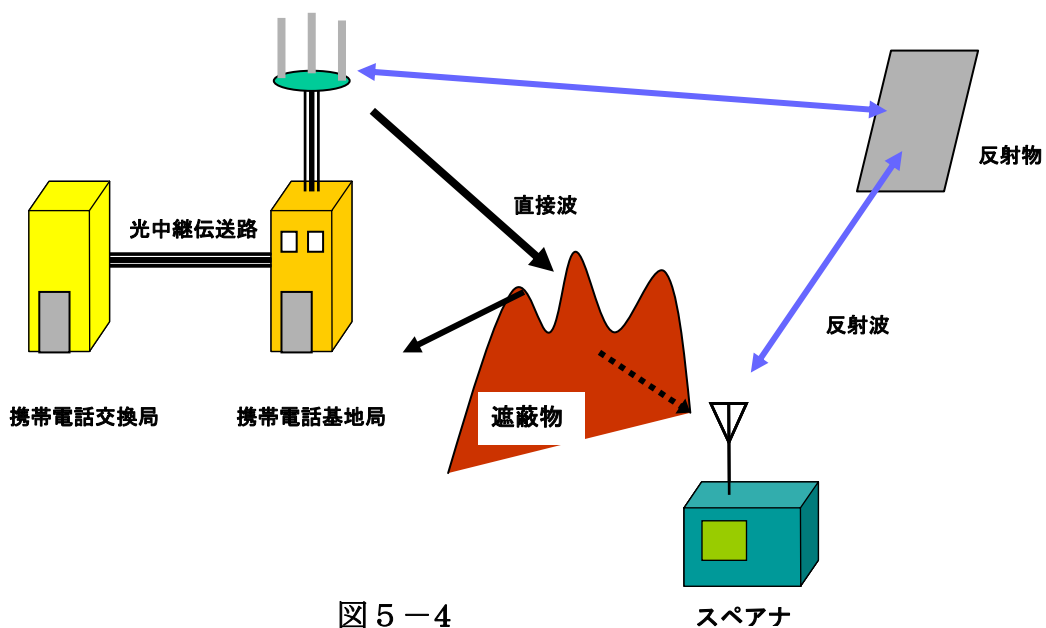 反射物
直接波
光中継伝送路
反射波
携帯電話交換局
携帯電話基地局
遮蔽物
図5－4
スペアナ